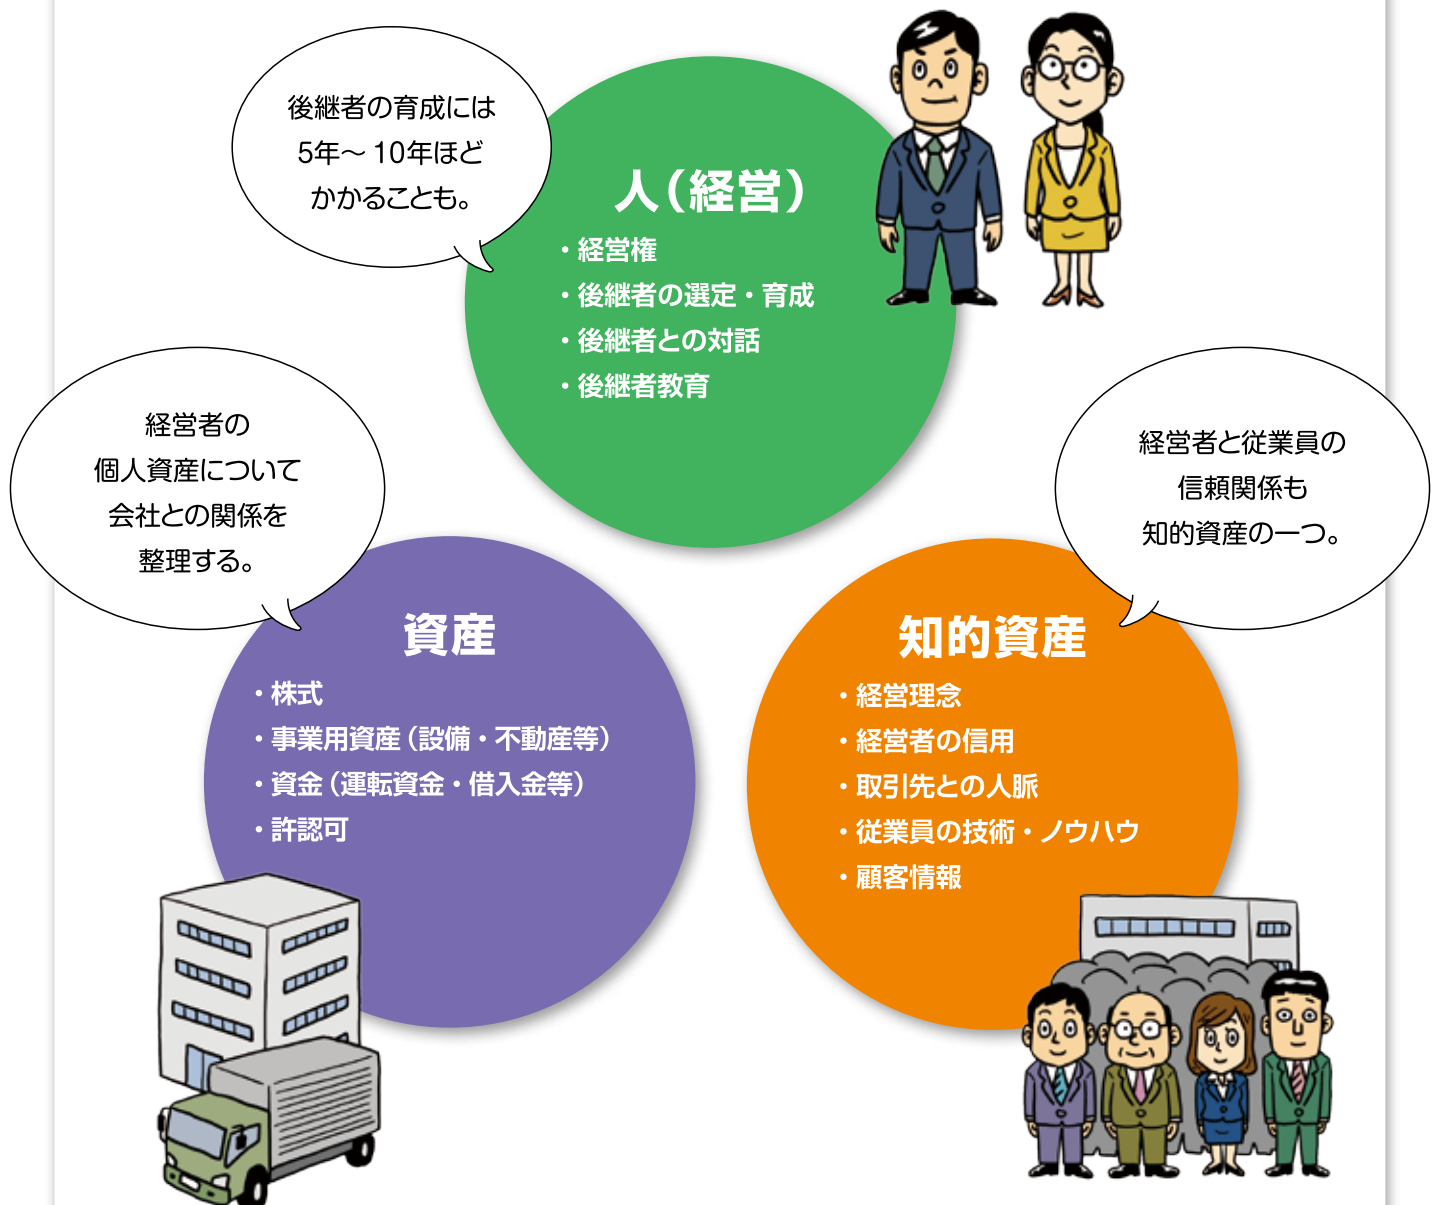 後継者の育成には
5年～10年ほど
かかることも。
人（経営）
・経営権
・後継者の選定・育成
・後継者との対話
・後継者教育
経営者の
個人資産について
会社との関係を
整理する。
経営者と従業員の
信頼関係も
知的資産の一つ。
資産
・株式
・事業用資産（設備・不動産等）
・資金（運転資金・借入金等）
・許認可
知的資産
・経営理念
・経営者の信用
・取引先との人脈
・従業員の技術・ノウハウ
・顧客情報